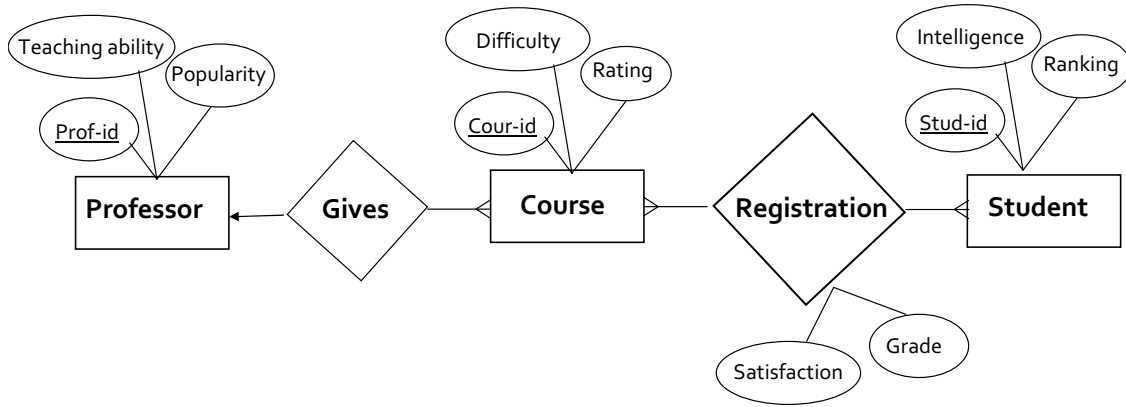 Teaching ability
Popularity
Prof-id
Professor
Gives
Difficulty
Rating
Cour-id
Course
Registration
Satisfaction
Grade
Intelligence
Ranking
Stud-id
Student